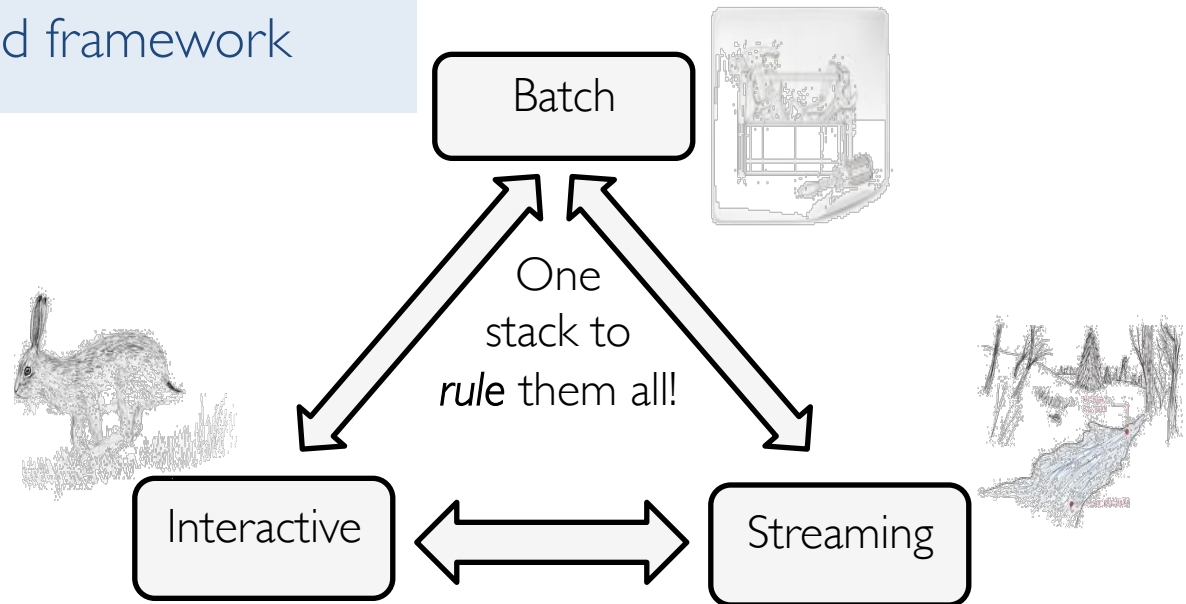 d framework
Batch
One
stack to
rule them all!
Interactive
Streaming